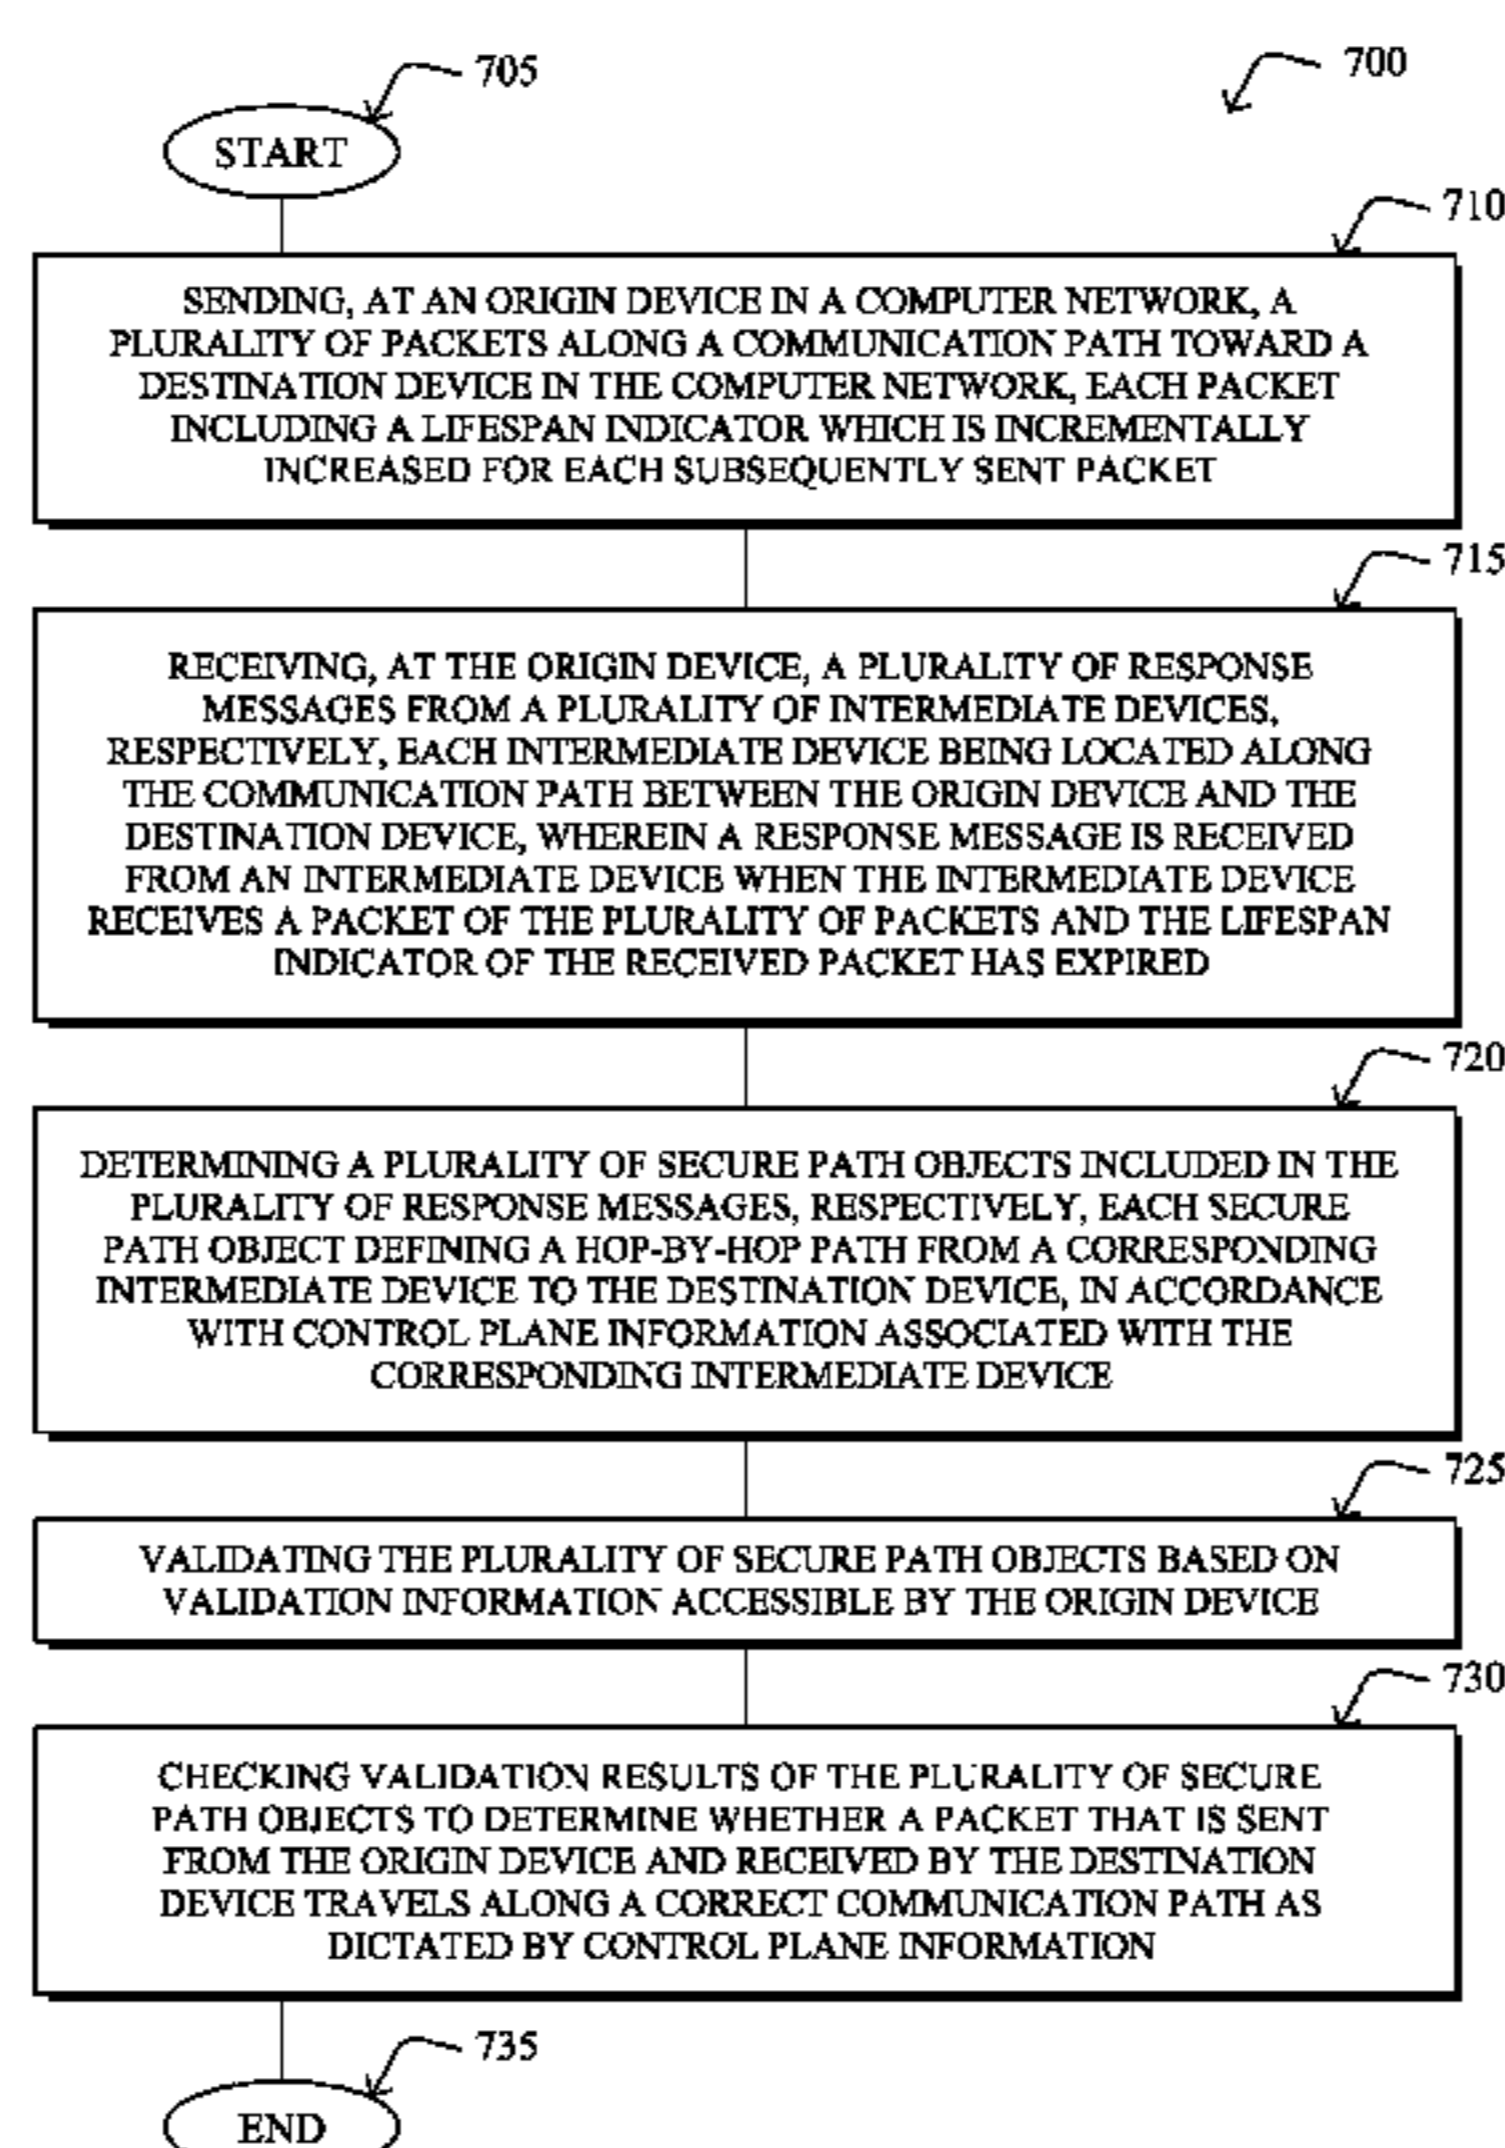 705
700
START
710
SENDING, AT AN ORIGIN DEVICE IN A COMPUTER NETWORK, A
PLURALITY OF PACKETS ALONG A COMMUNICATION PATH TOWARD A
DESTINATION DEVICE IN THE COMPUTER NETWORK, EACH PACKET
INCLUDING A LIFESPAN INDICATOR WHICH IS INCREMENTALLY
INCREASED FOR EACH SUBSEQUENTLY SENT PACKET
715
RECEIVING, AT THE ORIGIN DEVICE, A PLURALITY OF RESPONSE
MESSAGES FROM A PLURALITY OF INTERMEDIATE DEVICES,
RESPECTIVELY, EACH INTERMEDIATE DEVICE BEING LOCATED ALONG
THE COMMUNICATION PATH BETWEEN THE ORIGIN DEVICE AND THE
DESTINATION DEVICE, WHEREIN A RESPONSE MESSAGE IS RECEIVED
FROM AN INTERMEDIATE DEVICE WHEN THE INTERMEDIATE DEVICE
RECEIVES A PACKET OF THE PLURALITY OF PACKETS AND THE LIFESPAN
INDICATOR OF THE RECEIVED PACKET HAS EXPIRED
720
DETERMINING A PLURALITY OF SECURE PATH OBJECTS INCLUDED IN THE
PLURALITY OF RESPONSE MESSAGES, RESPECTIVELY, EACH SECURE
PATH OBJECT DEFINING A HOP-BY-HOP PATH FROM A CORRESPONDING
INTERMEDIATE DEVICE TO THE DESTINATION DEVICE, IN ACCORDANCE
WITH CONTROL PLANE INFORMATION ASSOCIATED WITH THE
CORRESPONDING INTERMEDIATE DEVICE
725
VALIDATING THE PLURALITY OF SECURE PATH OBJECTS BASED ON
VALIDATION INFORMATION ACCESSIBLE BY THE ORIGIN DEVICE
730
CHECKING VALIDATION RESULTS OF THE PLURALITY OF SECURE
PATH OBJECTS TO DETERMINE WHETHER A PACKET THAT IS SENT
FROM THE ORIGIN DEVICE AND RECEIVED BY THE DESTINATION
DEVICE TRAVELS ALONG A CORRECT COMMUNICATION PATH AS
DICTATED BY CONTROL PLANE INFORMATION
735
END